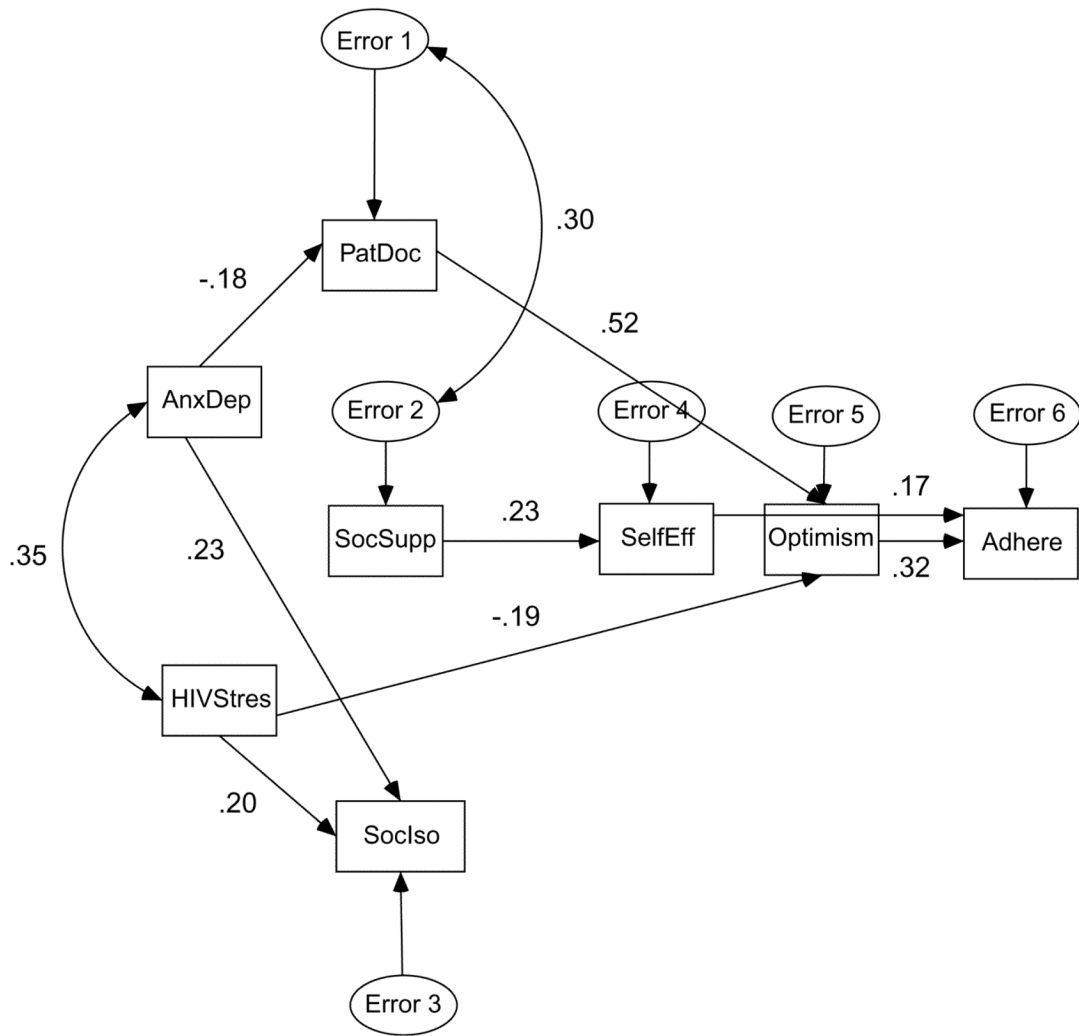 Error 1
.30
PatDoc
-.18
.52
AnxDep
Error 2
Error 4
Error 5
Error 6
.17
.23
SocSupp
SelfEff
Optimism
Adhere
.35
.23
.32
-.19
HIVStres
.20
SocIso
Error 3